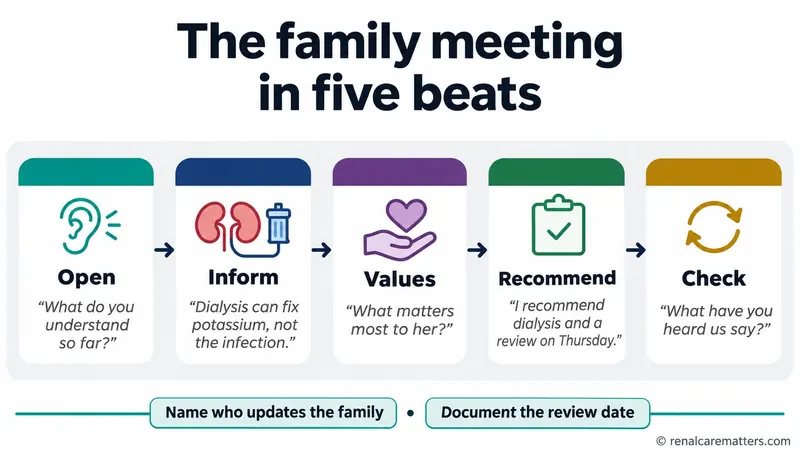 The family meeting
in five beats
Open
“What do you
understand
so far?”
Inform
“Dialysis can fix
potassium, not
the infection.”
Values
“What matters
most to her?”
Recommend
“I recommend
dialysis and a
review on Thursday.”
Check
“What have you
heard us say?”
Name who updates the family • Document the review date
© renalcarematters.com